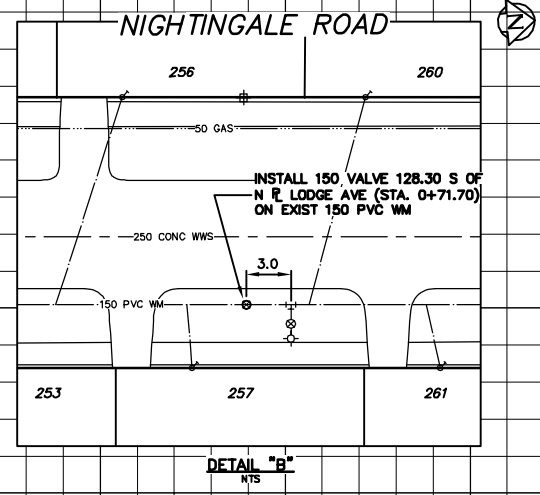 NIGHTINGALE ROAD
N
256
260
50 GAS
INSTALL 150 VALVE 128.30 S OF
N PL LODGE AVE (STA. 0+71.70)
ON EXIST 150 PVC WM
250 CONC WWS
3.0
150 PVC WM
253
257
261
DETAIL "B"
NTS